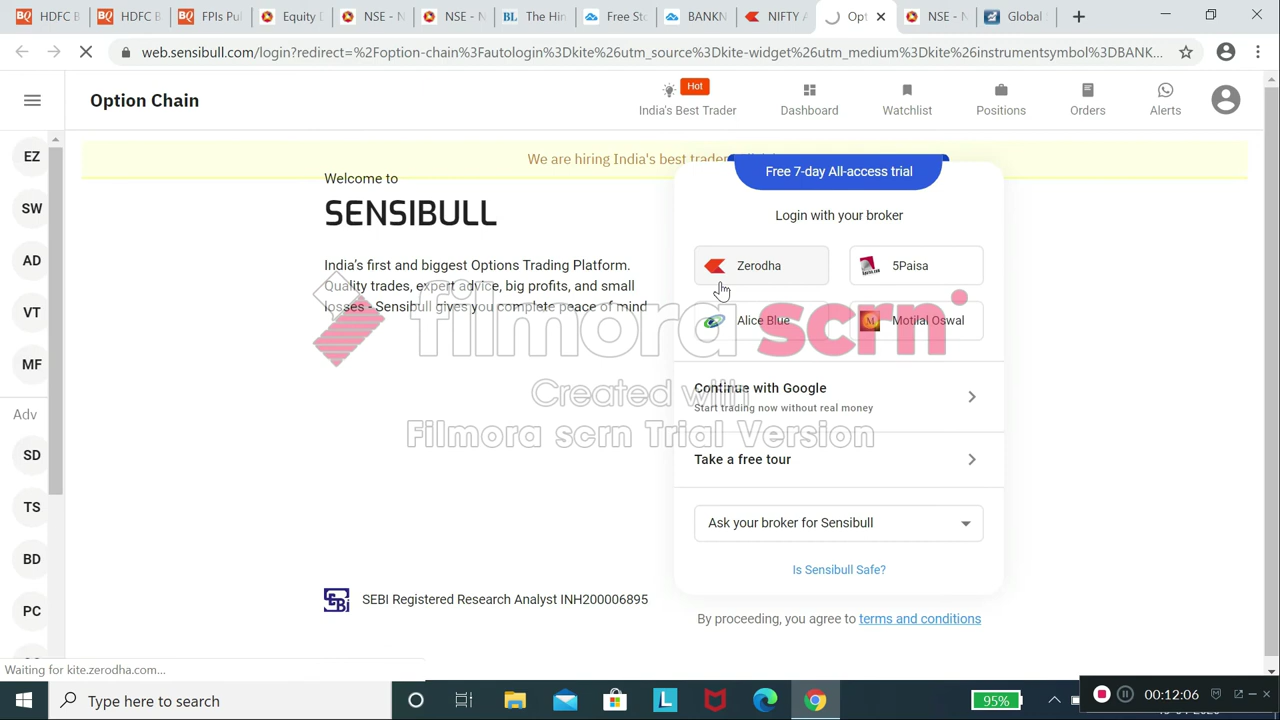 HDFC B
HDFC B
FPIs Pu
Equity D
NSE - N
NSE - N
The Hin
Free Sto
BANKN
NIFTY A
Opt
NSE - N
Global
web.sensibull.com/login?redirect=%2Foption-chain%3Fautologin%3Dkite%26utm_source%3Dkite-widget%26utm_medium%3Dkite%26instrumentsymbol%3DBANK...
Option Chain
Hot
India's Best Trader
Dashboard
Watchlist
Positions
Orders
Alerts
EZ
SW
AD
VT
MF
Adv
SD
TS
BD
PC
We are hiring India's best trader
Welcome to
SENSIBULL
India's first and biggest Options Trading Platform.
Quality trades, expert advice, big profits, and small
losses - Sensibull gives you complete peace of mind
SEBI Registered Research Analyst INH200006895
Free 7-day All-access trial
Login with your broker
Zerodha
5Paisa
Alice Blue
Motilal Oswal
Continue with Google
Start trading now without real money
Take a free tour
Ask your broker for Sensibull
Is Sensibull Safe?
By proceeding, you agree to terms and conditions
filmora scrn
Created with
Filmora scrn Trial Version
Waiting for kite.zerodha.com...
Type here to search
95%
00:12:06